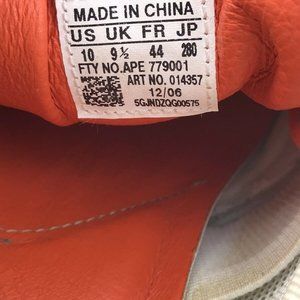 MADE IN CHINA
US UK FR JP
10 9½ 44 280
FTY NO.APE 779001
ART NO. 014357
12/06
5GJNDZQG00575